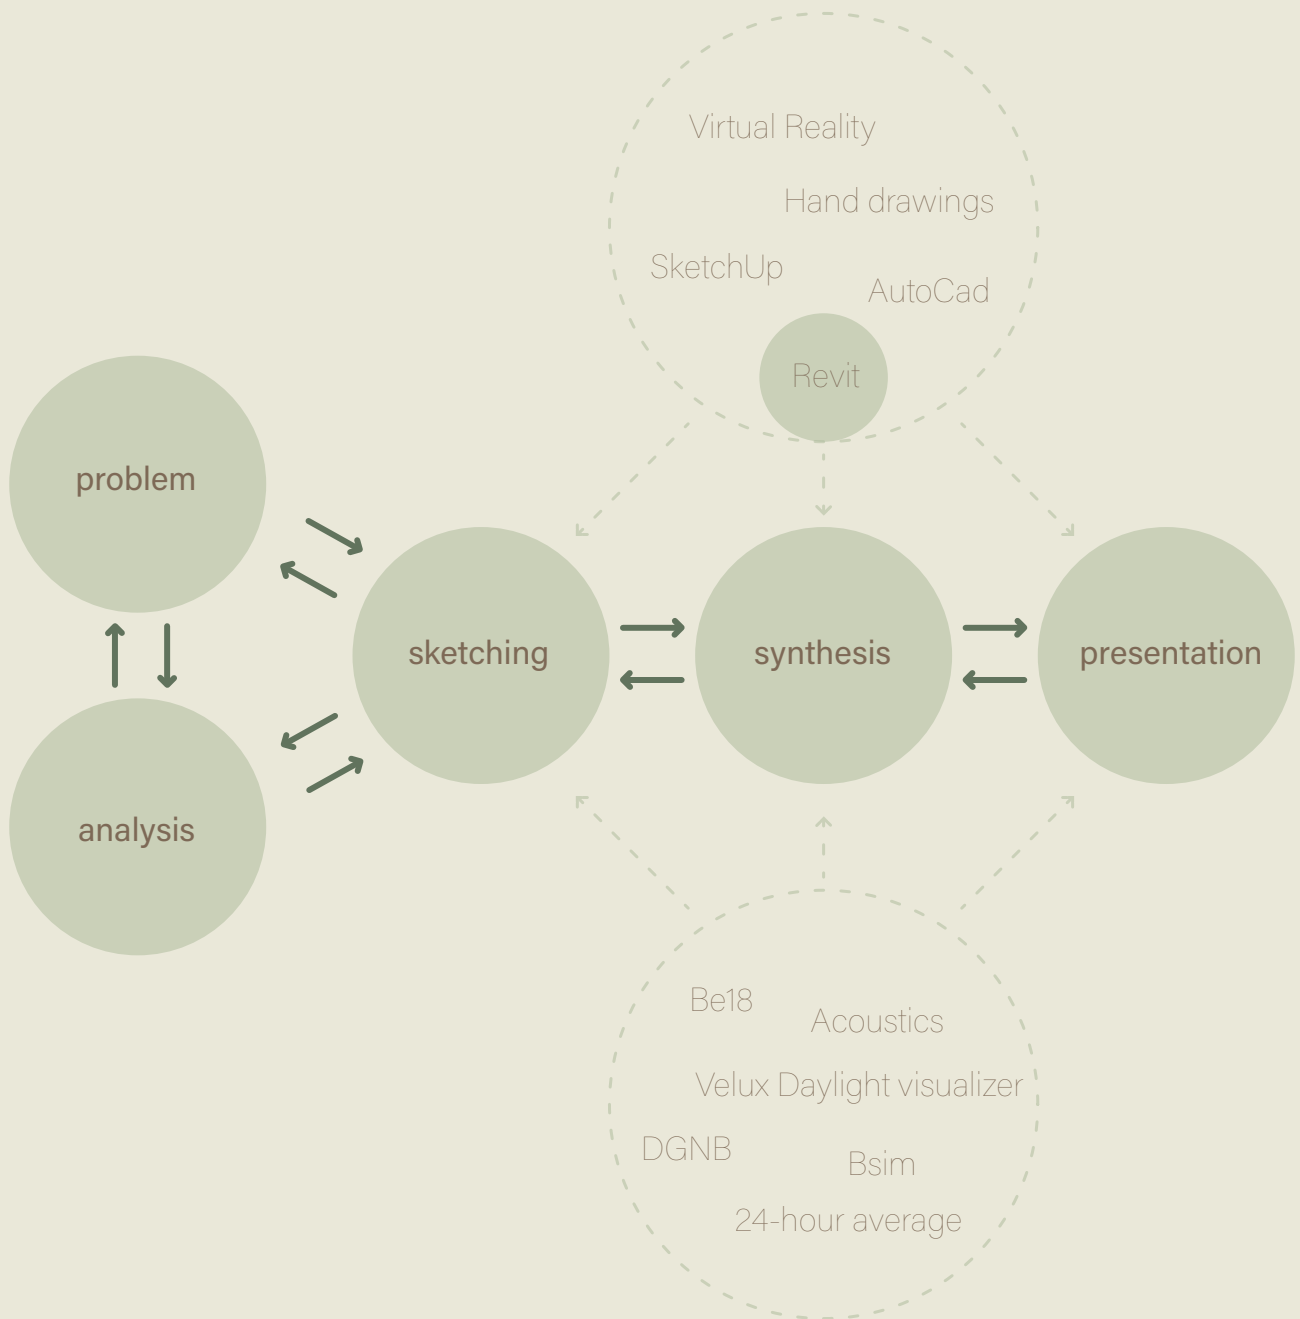 Virtual Reality
Hand drawings
SketchUp
AutoCad
Revit
problem
sketching
synthesis
presentation
analysis
Be18
Acoustics
Velux Daylight visualizer
DGNB
Bsim
24-hour average